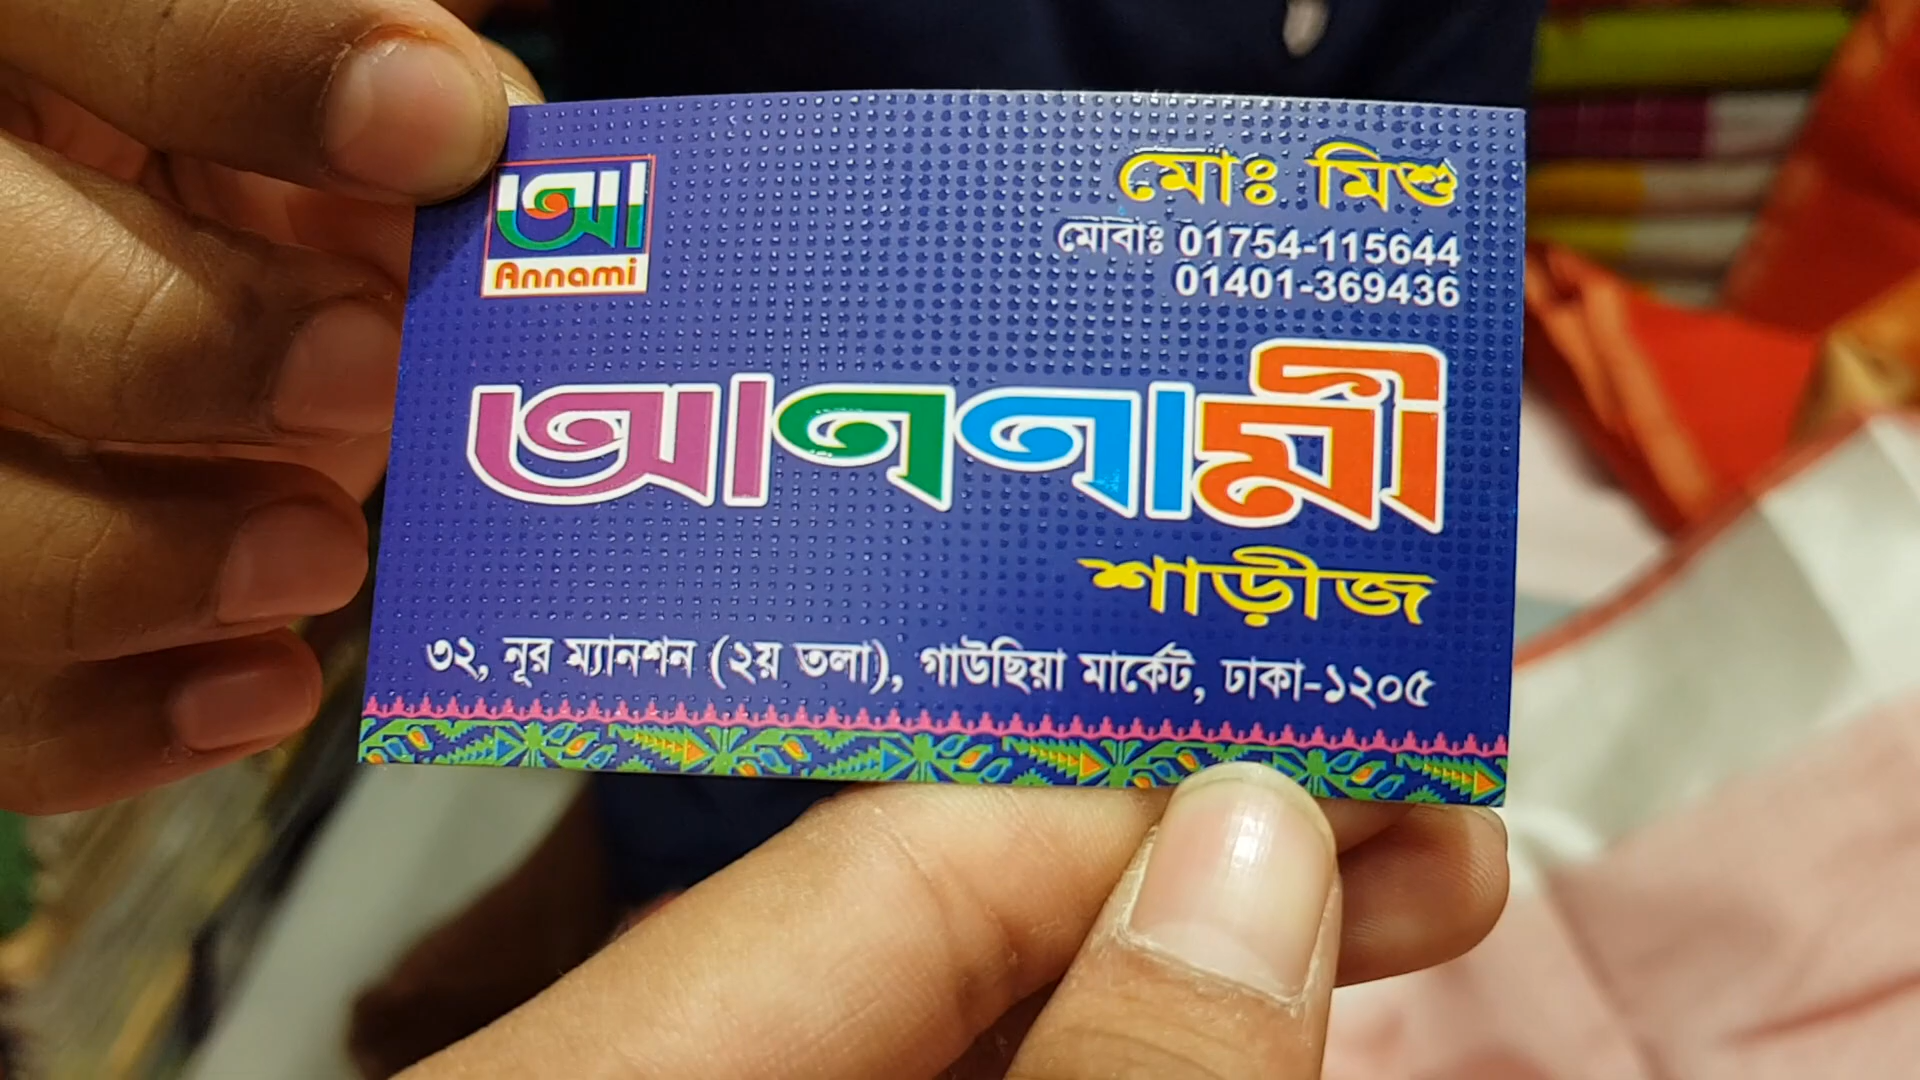 আ
Annami
মোঃ মিশু
মোবাঃ 01754-115644
01401-369436
আননামী
শাড়ীজ
৩২, নূর ম্যানশন (২য় তলা), গাউছিয়া মার্কেট, ঢাকা-১২০৫